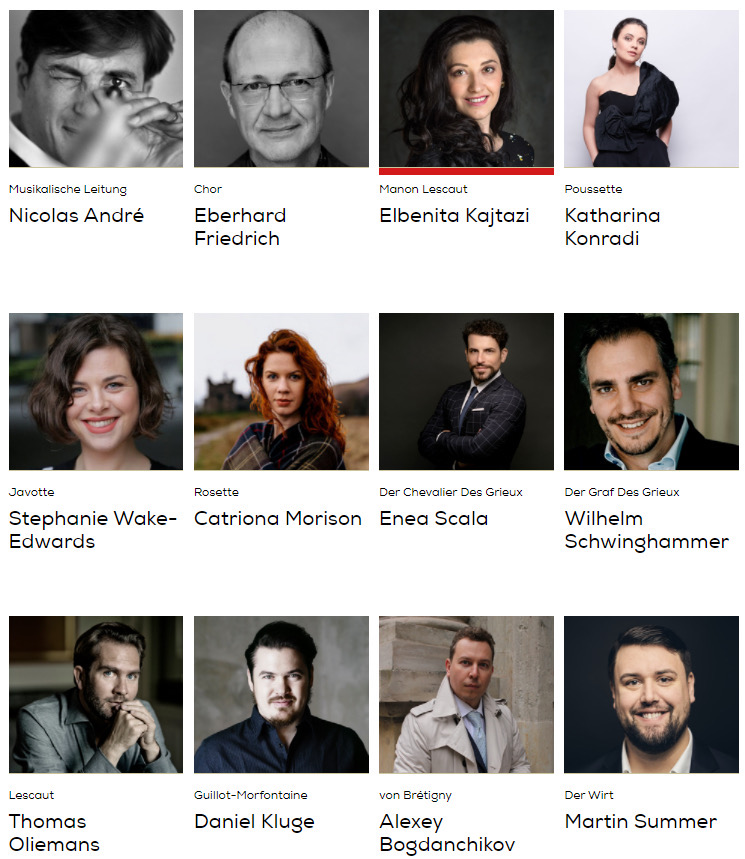 Musikalische Leitung
Nicolas André
Chor
Eberhard
Friedrich
Manon Lescaut
Elbenita Kajtazi
Poussette
Katharina
Konradi
Javotte
Stephanie Wake-
Edwards
Rosette
Catriona Morison
Der Chevalier Des Grieux
Enea Scala
Der Graf Des Grieux
Wilhelm
Schwinghammer
Lescaut
Thomas
Oliemans
Guillot-Morfontaine
Daniel Kluge
von Brétigny
Alexey
Bogdanchikov
Der Wirt
Martin Summer